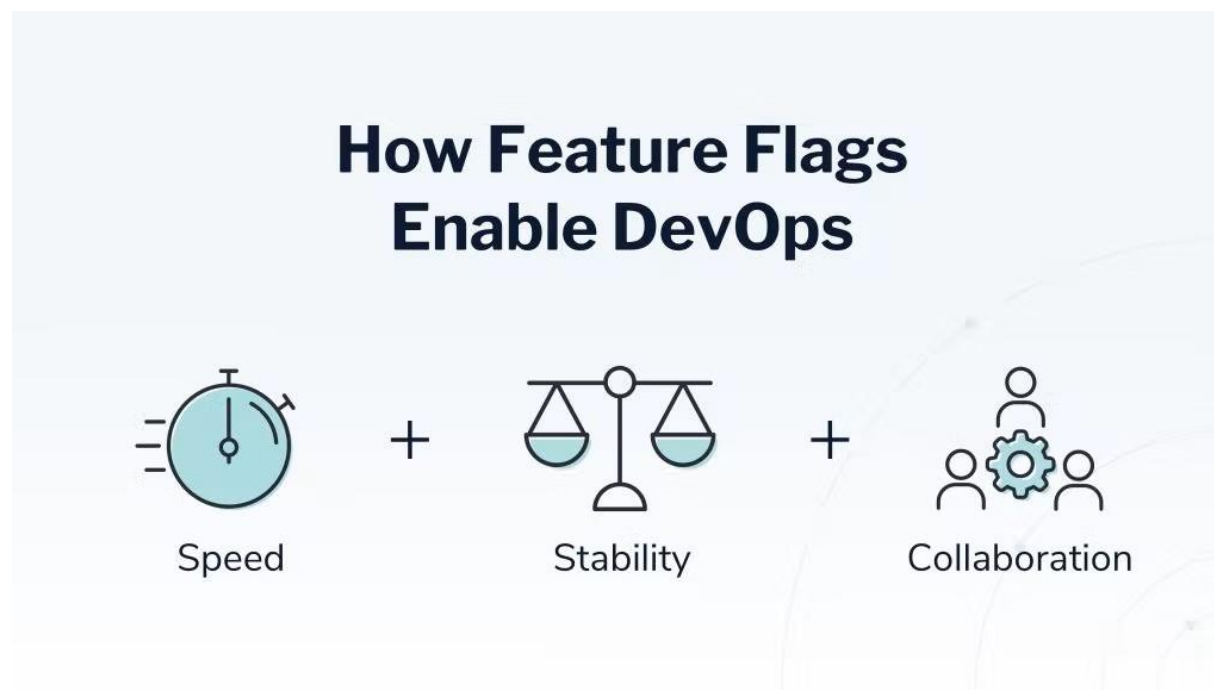 How Feature Flags
Enable DevOps
+
+
Speed
Stability
Collaboration